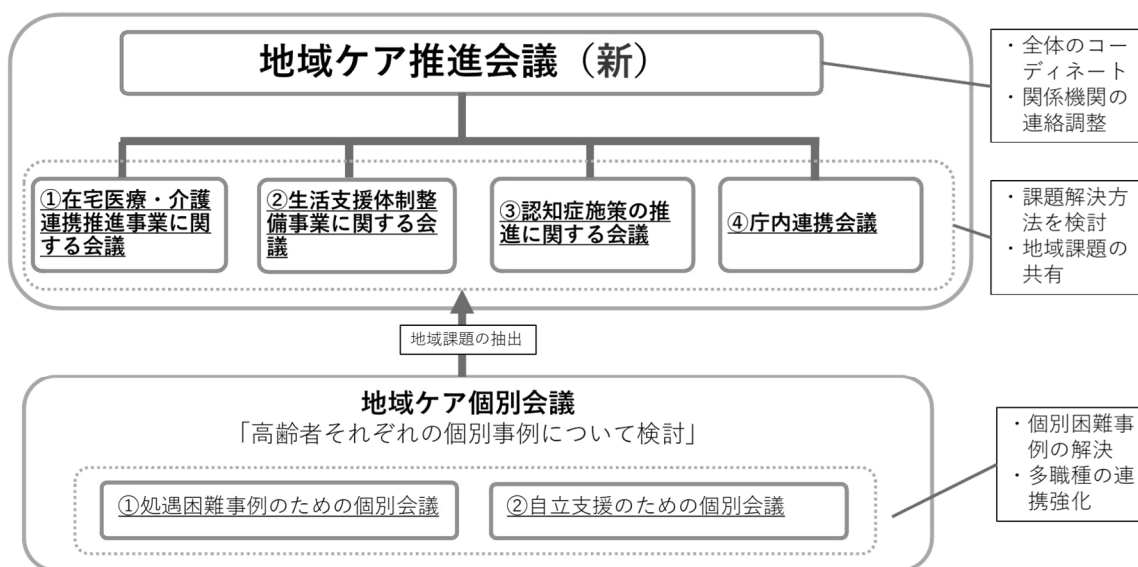 地域ケア推進会議（新）
・全体のコー
ディネート
・関係機関の
連絡調整
①在宅医療・介護
連携推進事業に関
する会議
②生活支援体制整
備事業に関する会
議
③認知症施策の推
進に関する会議
④庁内連携会議
・課題解決方
法を検討
・地域課題の
共有
地域課題の抽出
地域ケア個別会議
「高齢者それぞれの個別事例について検討」
①処遇困難事例のための個別会議
②自立支援のための個別会議
・個別困難事
例の解決
・多職種の連
携強化